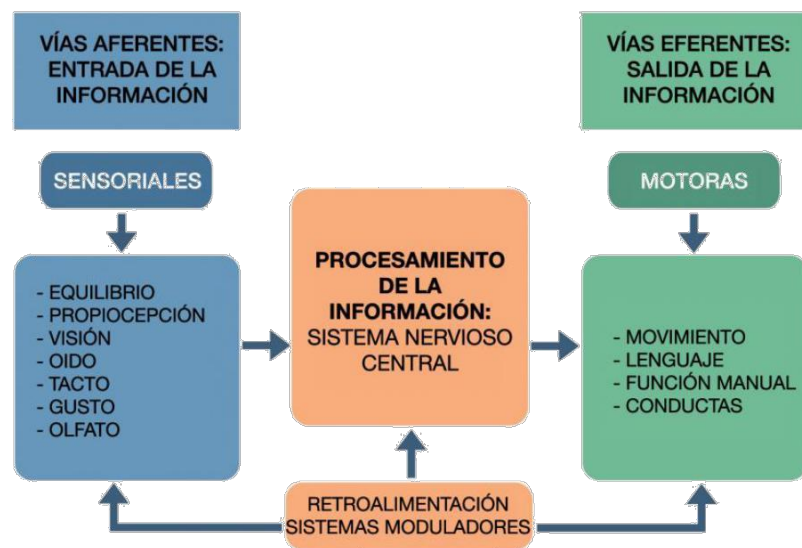 VÍAS AFERENTES:
ENTRADA DE LA
INFORMACIÓN
VÍAS EFERENTES:
SALIDA DE LA
INFORMACIÓN
SENSORIALES
MOTORAS
- EQUILIBRIO
- PROPIOCEPCIÓN
- VISIÓN
- OIDO
- TACTO
- GUSTO
- OLFATO
PROCESAMIENTO
DE LA
INFORMACIÓN:
SISTEMA NERVIOSO
CENTRAL
- MOVIMIENTO
- LENGUAJE
- FUNCIÓN MANUAL
- CONDUCTAS
RETROALIMENTACIÓN
SISTEMAS MODULADORES